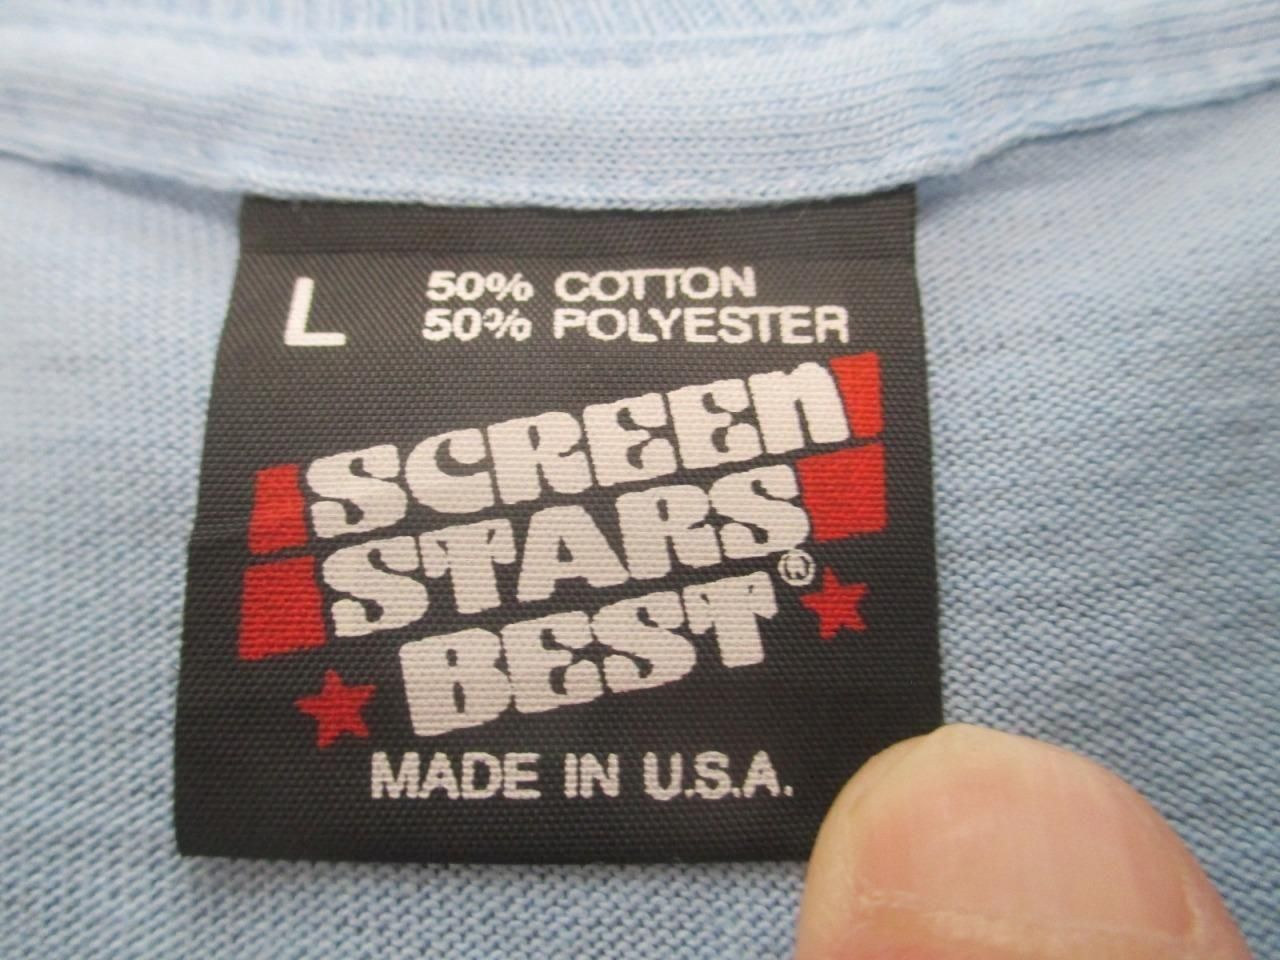 L
50% COTTON
50% POLYESTER
SCREEN
STARS
BEST®
MADE IN U.S.A.